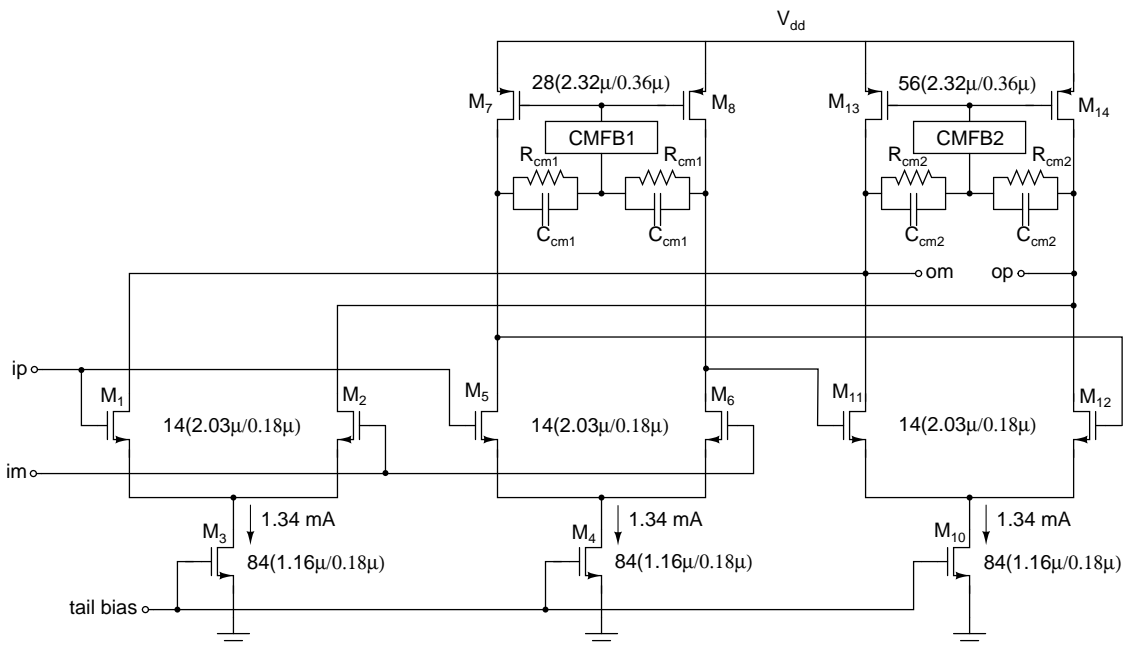 V_dd
28(2.32μ/0.36μ)
56(2.32μ/0.36μ)
M_7
M_8
M_13
M_14
CMFB1
CMFB2
R_cm1
R_cm1
R_cm2
R_cm2
C_cm1
C_cm1
C_cm2
C_cm2
om
op
ip
M_1
M_2
M_5
M_6
M_11
M_12
14(2.03μ/0.18μ)
14(2.03μ/0.18μ)
14(2.03μ/0.18μ)
im
1.34 mA
1.34 mA
1.34 mA
M_3
M_4
M_10
84(1.16μ/0.18μ)
84(1.16μ/0.18μ)
84(1.16μ/0.18μ)
tail bias